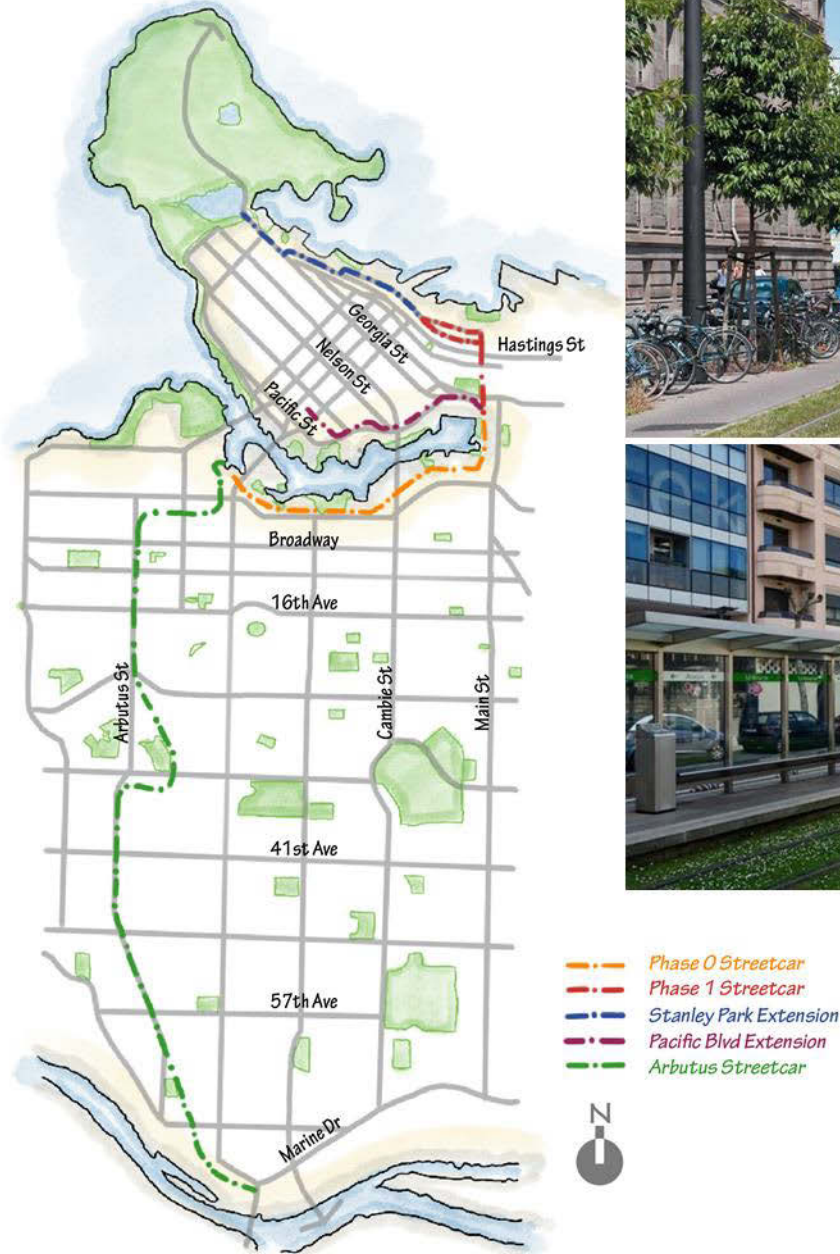 Georgia St
Hastings St
Nelson St
Pacific St
Broadway
16th Ave
Arbutus St
Cambie St
Main St
41st Ave
57th Ave
Marine Dr
Phase 0 Streetcar
Phase 1 Streetcar
Stanley Park Extension
Pacific Blvd Extension
Arbutus Streetcar
N